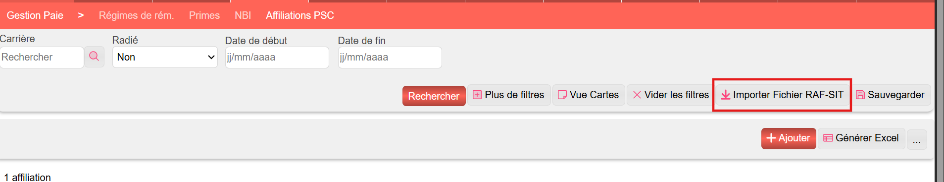 Gestion Paie > Régimes de rém. Primes NBI Affiliations PSC
Carrière Radié Date de début Date de fin
Rechercher Non jj/mm/aaaa jj/mm/aaaa
Rechercher Plus de filtres Vue Cartes Vider les filtres Importer Fichier RAF-SIT Sauvegarder
+ Ajouter Générer Excel ...
1 affiliation